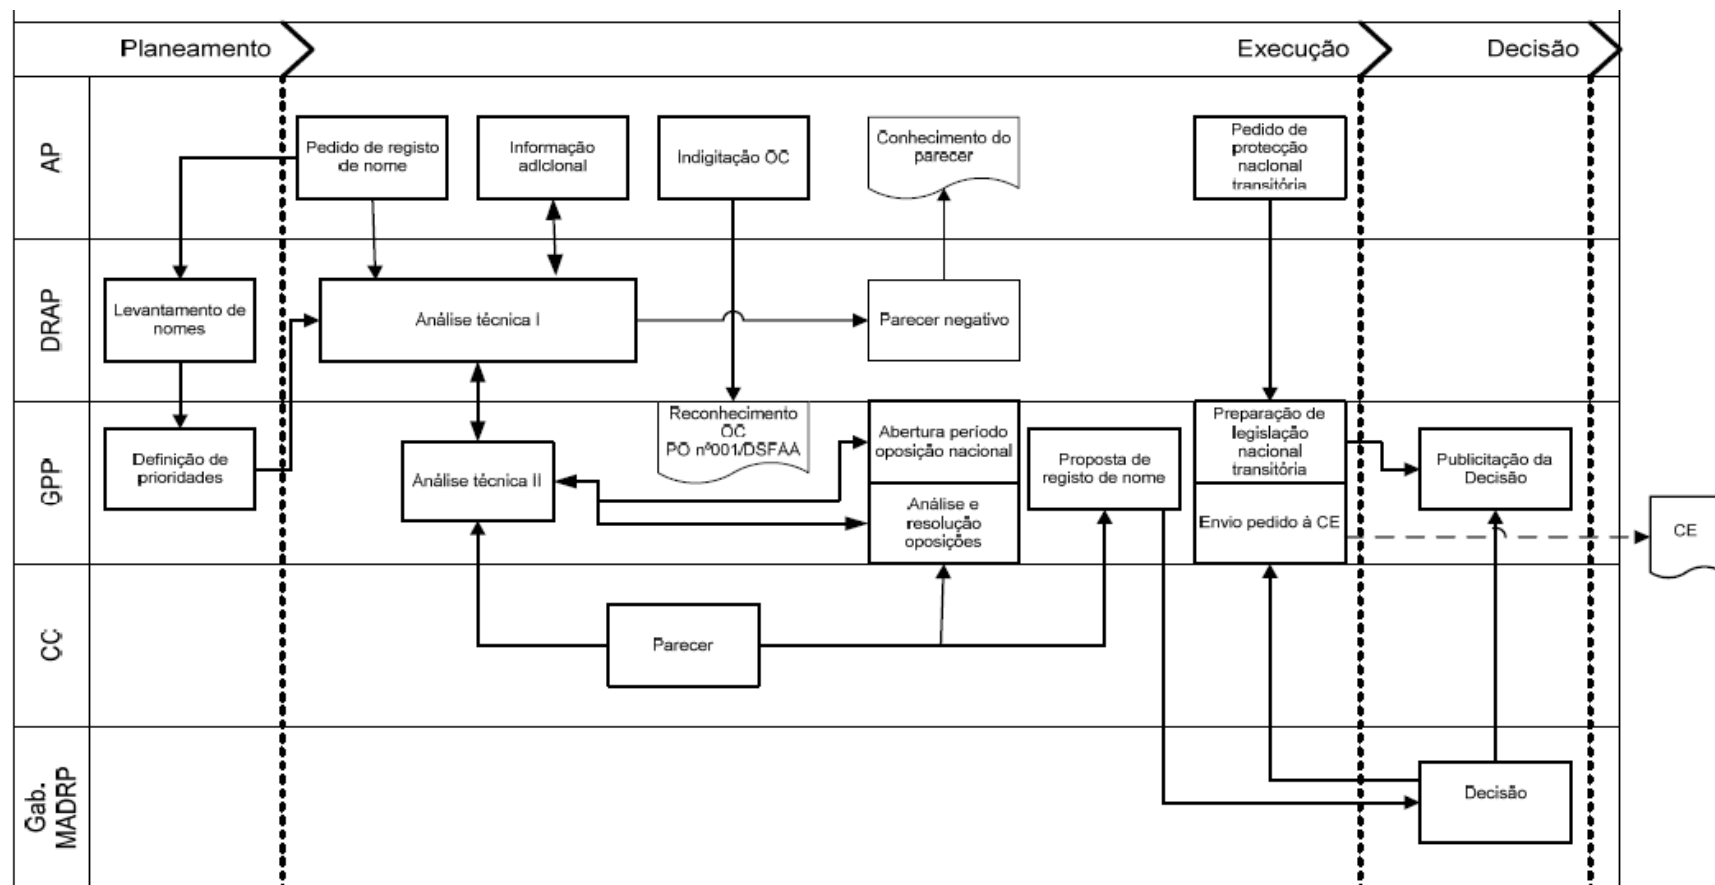 Planeamento
Execução
Decisão
AP
Pedido de registo
de nome
Informação
adicional
Indigitação OC
Conhecimento do
parecer
Pedido de
protecção
nacional
transitória
DRAP
Levantamento de
nomes
Análise técnica I
Parecer negativo
GPP
Definição de
prioridades
Análise técnica II
Reconhecimento
OC
PO nº001/DSFAA
Abertura período
oposição nacional
Análise e
resolução
oposições
Proposta de
registo de nome
Preparação de
legislação
nacional
transitória
Envio pedido à CE
Publicitação da
Decisão
CE
CC
Parecer
Gab.
MADRP
Decisão